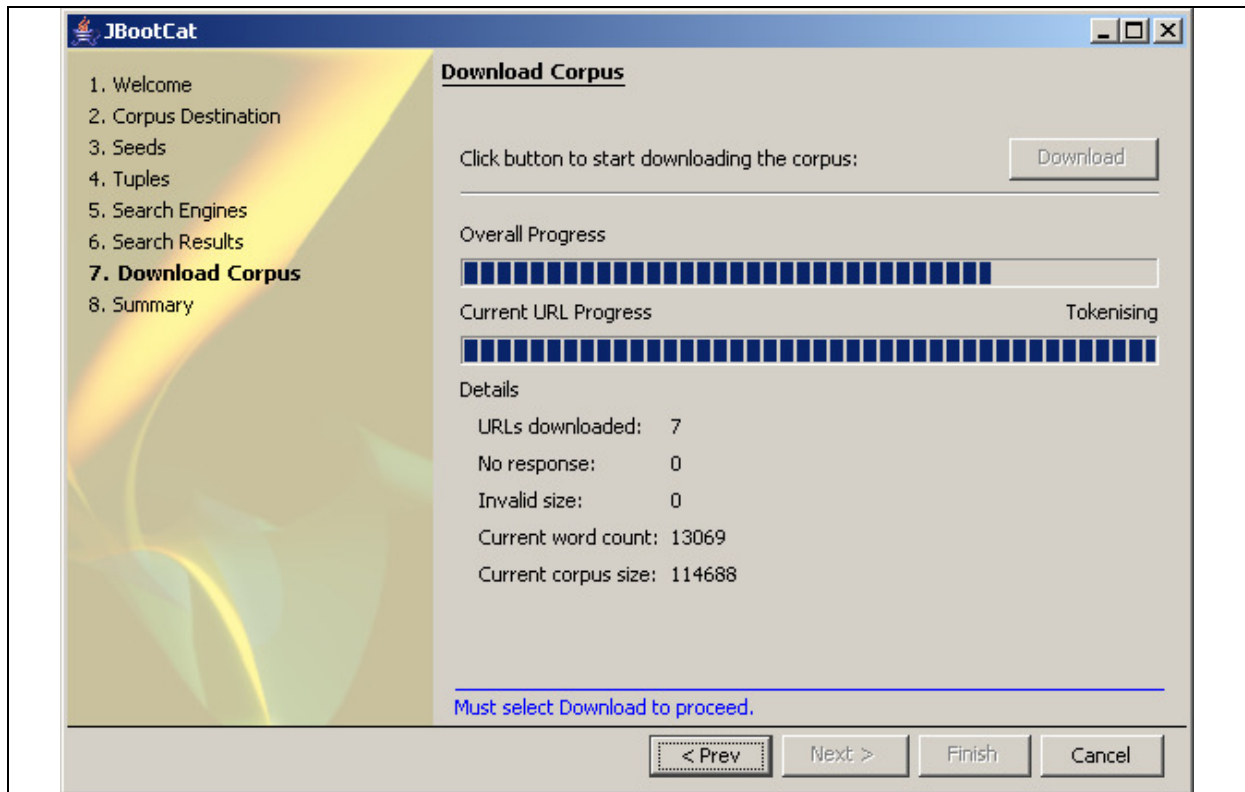 JBootCat
1. Welcome
2. Corpus Destination
3. Seeds
4. Tuples
5. Search Engines
6. Search Results
7. Download Corpus
8. Summary
Download Corpus
Click button to start downloading the corpus: Download
Overall Progress
Current URL Progress Tokenising
Details
URLs downloaded: 7
No response: 0
Invalid size: 0
Current word count: 13069
Current corpus size: 114688
Must select Download to proceed.
< Prev Next > Finish Cancel